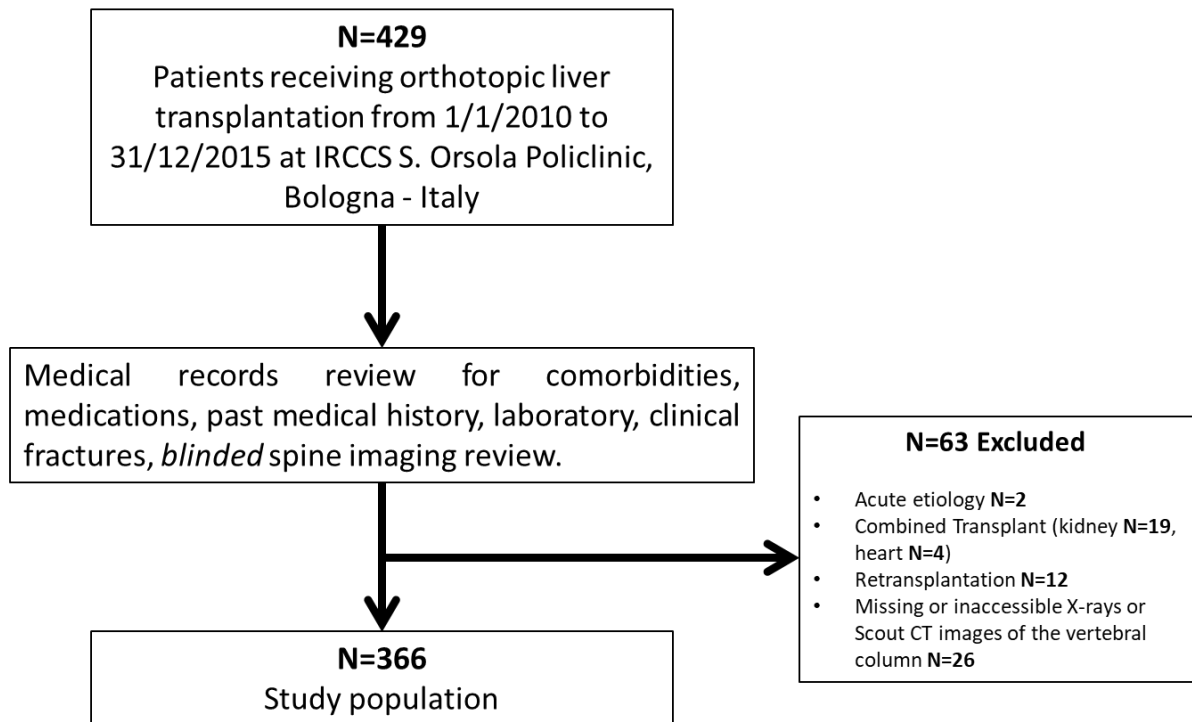 N=429
Patients receiving orthotopic liver
transplantation from 1/1/2010 to
31/12/2015 at IRCCS S. Orsola Policlinic,
Bologna - Italy
Medical records review for comorbidities,
medications, past medical history, laboratory, clinical
fractures, blinded spine imaging review.
N=63 Excluded
• Acute etiology N=2
• Combined Transplant (kidney N=19,
heart N=4)
• Retransplantation N=12
• Missing or inaccessible X-rays or
Scout CT images of the vertebral
column N=26
N=366
Study population